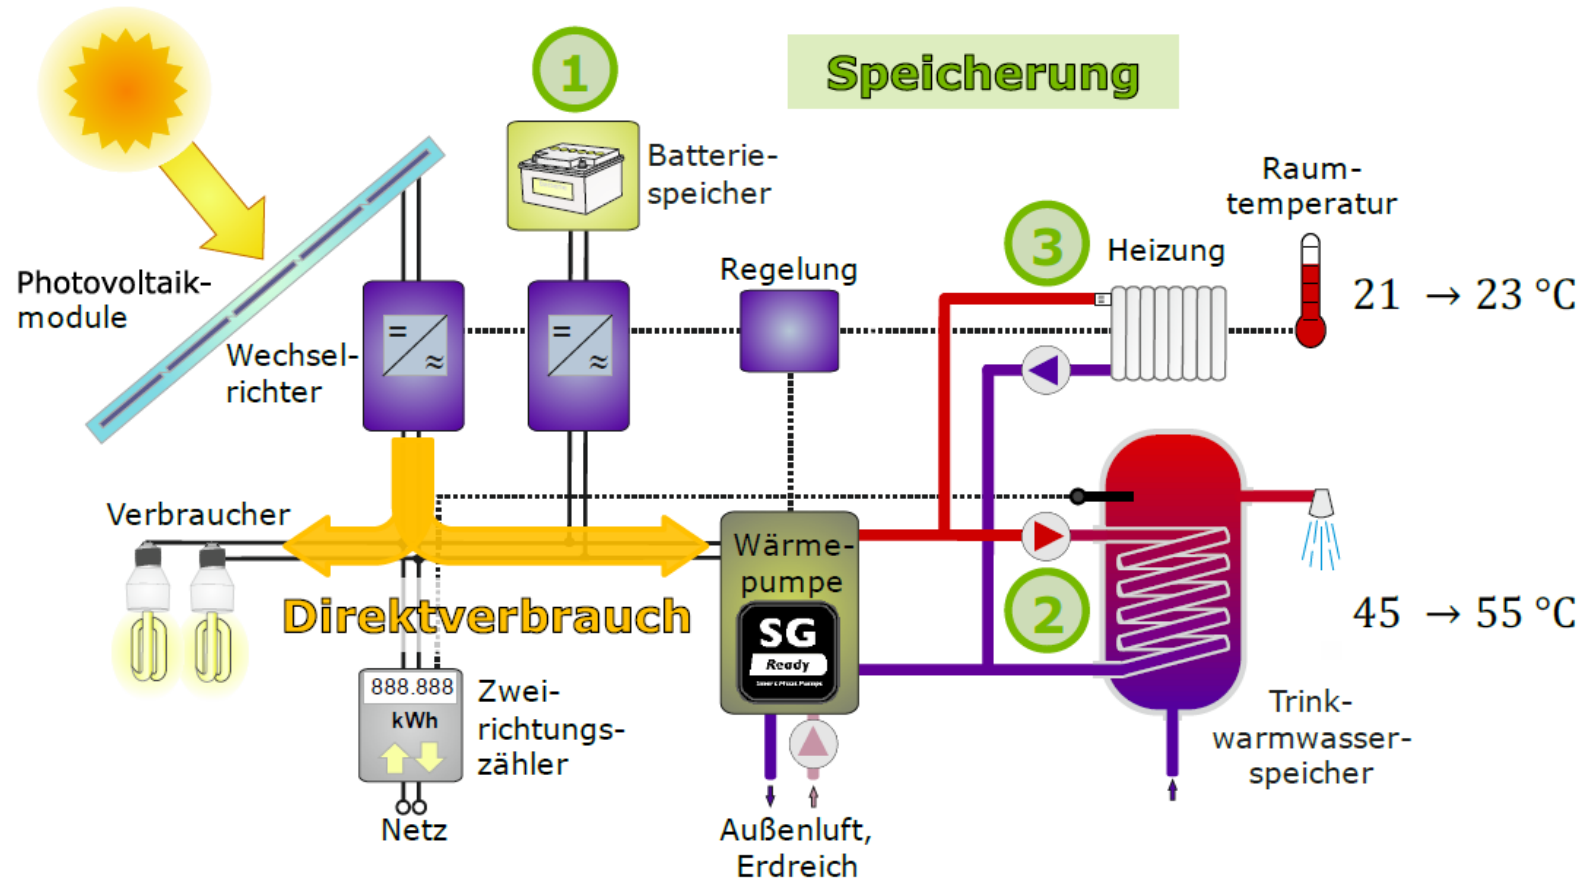 1
Speicherung
Batterie-
speicher
Raum-
temperatur
3
Heizung
Regelung
21 → 23 °C
Photovoltaik-
module
=
≈
=
≈
Wechsel-
richter
Verbraucher
Wärme-
pumpe
SG
Ready
Direktverbrauch
2
45 → 55 °C
888.888
kWh
Zwei-
richtungs-
zähler
Trink-
warmwasser-
speicher
Netz
Außenluft,
Erdreich